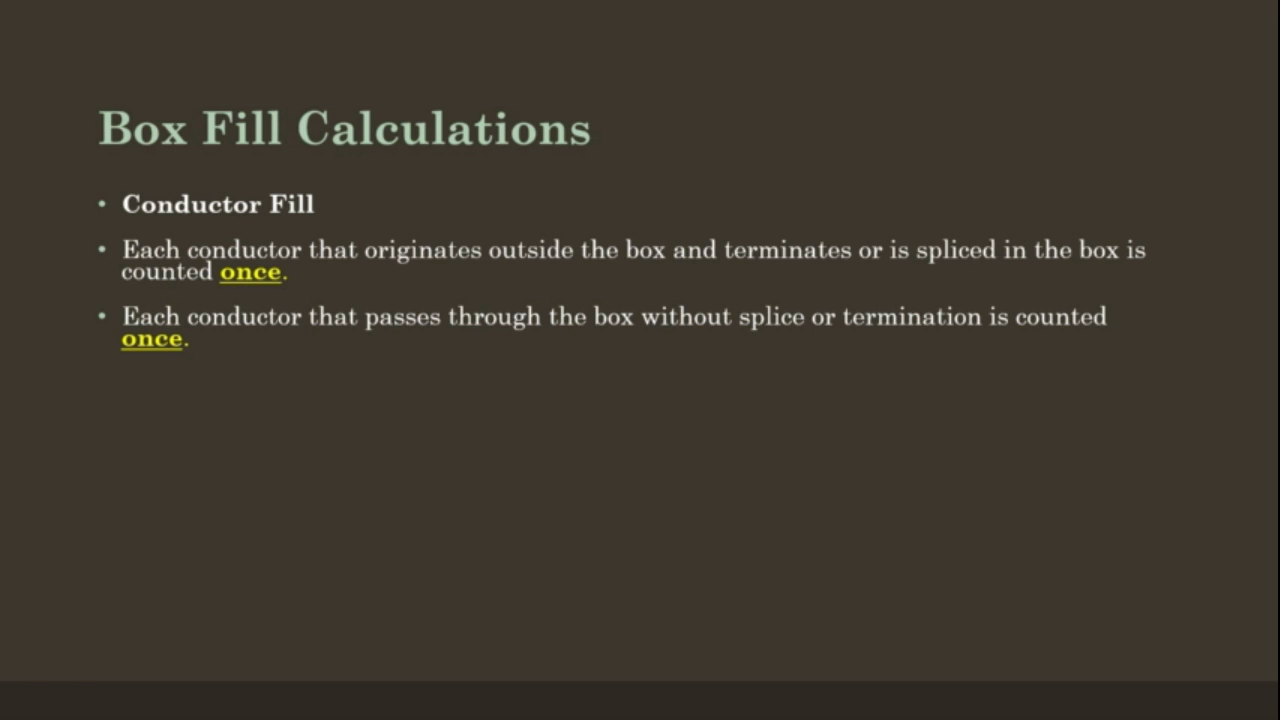 Box Fill Calculations
• Conductor Fill
• Each conductor that originates outside the box and terminates or is spliced in the box is
counted once.
• Each conductor that passes through the box without splice or termination is counted
once.